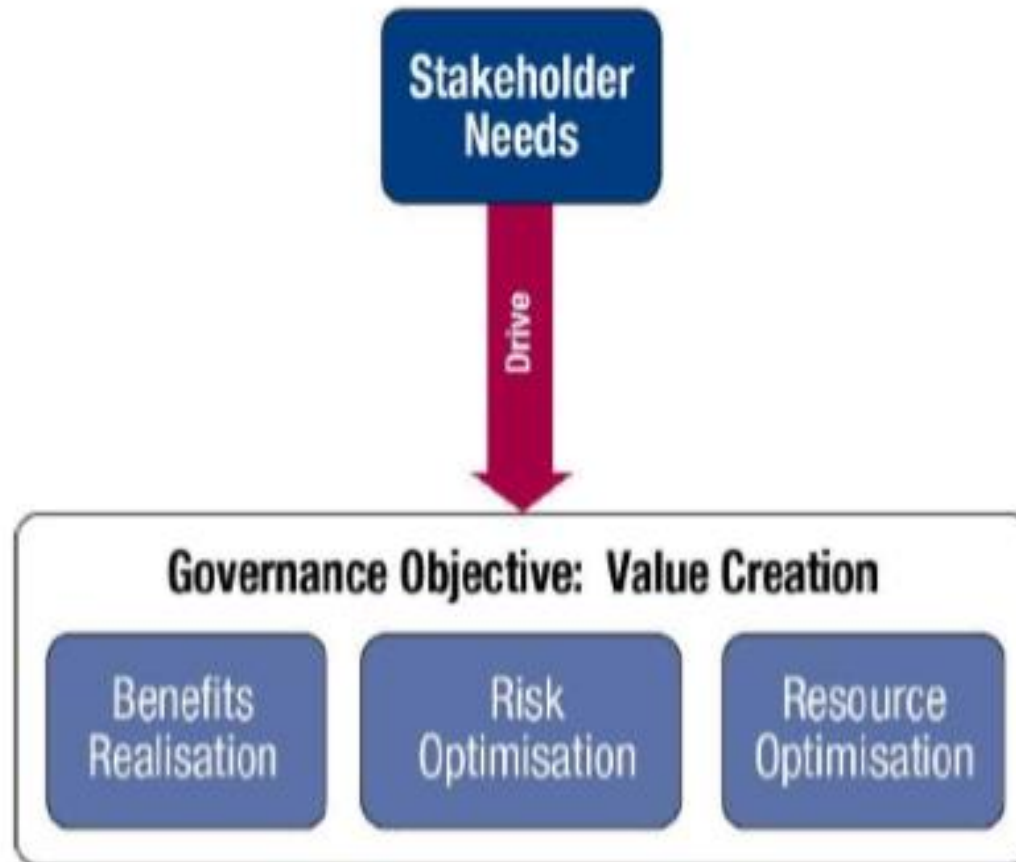 Stakeholder
Needs
Drive
Governance Objective: Value Creation
Benefits
Realisation
Risk
Optimisation
Resource
Optimisation